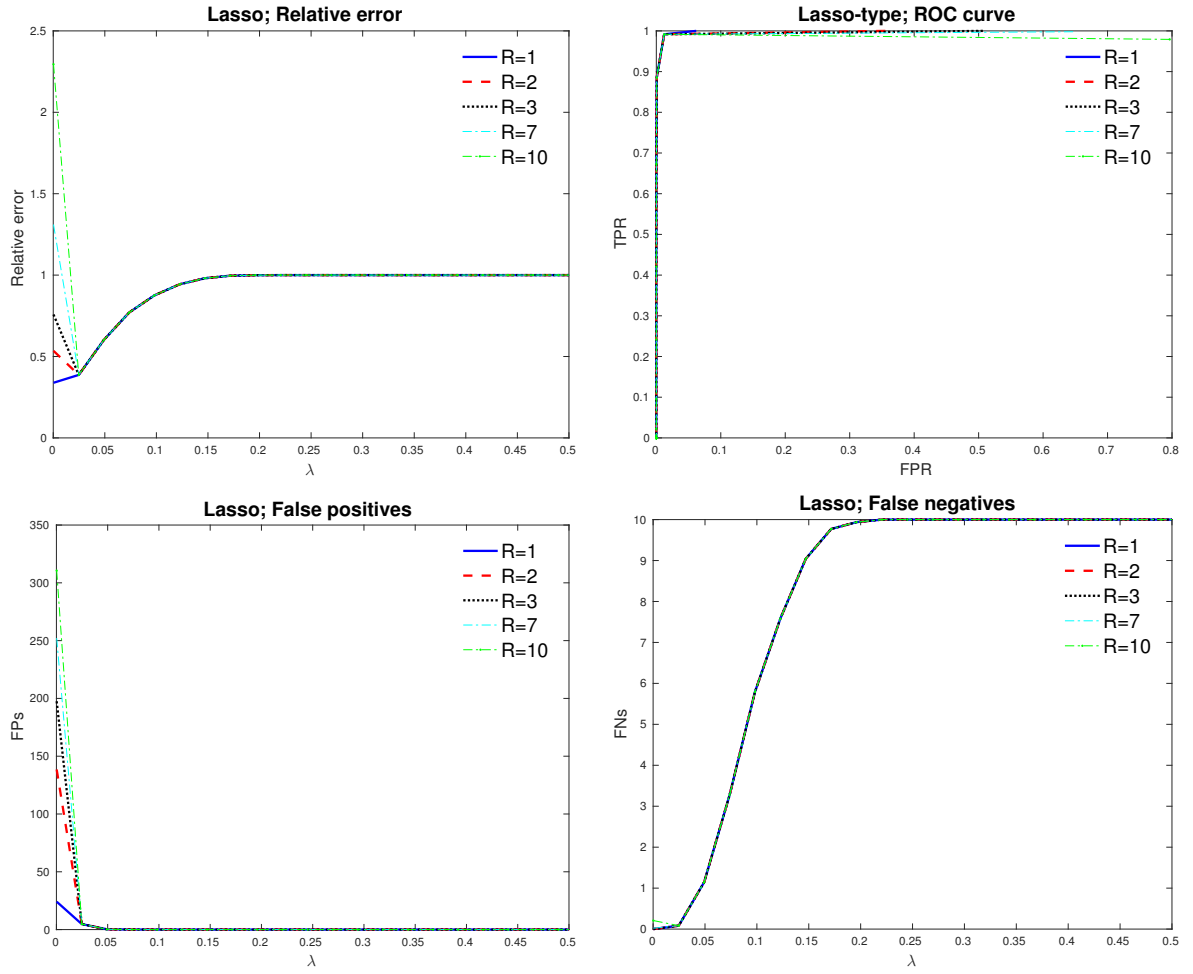 Lasso; Relative error
Relative error
2.5
2
1.5
1
0.5
0
0 0.05 0.1 0.15 0.2 0.25 0.3 0.35 0.4 0.45 0.5
λ
R=1
R=2
R=3
R=7
R=10
Lasso-type; ROC curve
TPR
1
0.9
0.8
0.7
0.6
0.5
0.4
0.3
0.2
0.1
0
0 0.1 0.2 0.3 0.4 0.5 0.6 0.7 0.8
FPR
R=1
R=2
R=3
R=7
R=10
Lasso; False positives
FPs
350
300
250
200
150
100
50
0
0 0.05 0.1 0.15 0.2 0.25 0.3 0.35 0.4 0.45 0.5
λ
R=1
R=2
R=3
R=7
R=10
Lasso; False negatives
FNs
10
9
8
7
6
5
4
3
2
1
0
0 0.05 0.1 0.15 0.2 0.25 0.3 0.35 0.4 0.45 0.5
λ
R=1
R=2
R=3
R=7
R=10